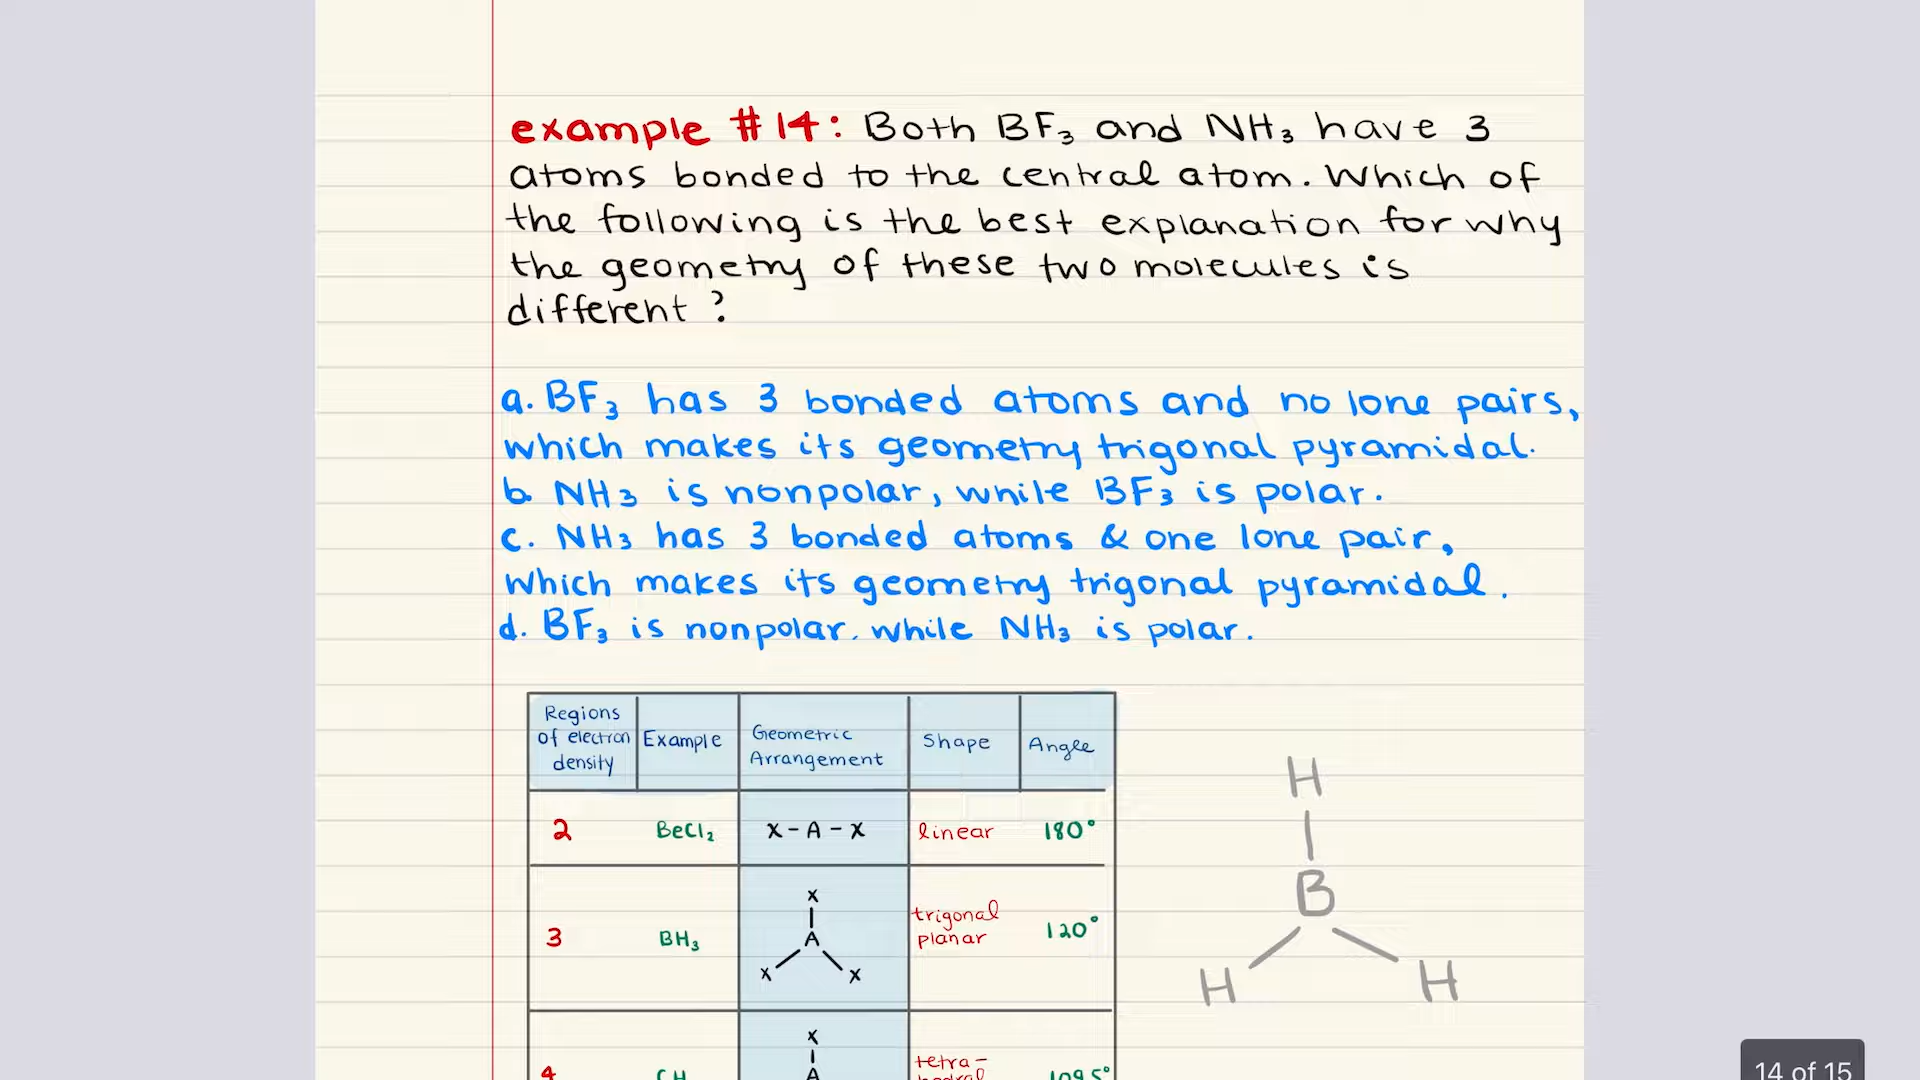 example #14: Both BF₃ and NH₃ have 3
atoms bonded to the central atom. Which of
the following is the best explanation for why
the geometry of these two molecules is
different?
a. BF₃ has 3 bonded atoms and no lone pairs,
which makes its geometry trigonal pyramidal.
b. NH₃ is nonpolar, while BF₃ is polar.
c. NH₃ has 3 bonded atoms & one lone pair,
which makes its geometry trigonal pyramidal.
d. BF₃ is nonpolar. while NH₃ is polar.
Regions
of electron
density
Example
Geometric
Arrangement
Shape
Angle
2
BeCl₂
X-A-X
linear
180°
3
BH₃
X
A
X X
trigonal
planar
120°
4
CH
X
A
tetra-
hedral
109.5°
H
B
H H
14 of 15